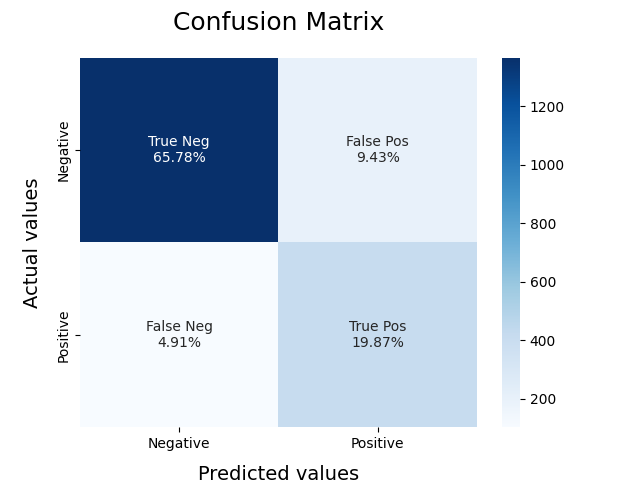 Confusion Matrix
Actual values
Negative
Positive
True Neg
65.78%
False Pos
9.43%
False Neg
4.91%
True Pos
19.87%
Negative
Positive
Predicted values
1200
1000
800
600
400
200